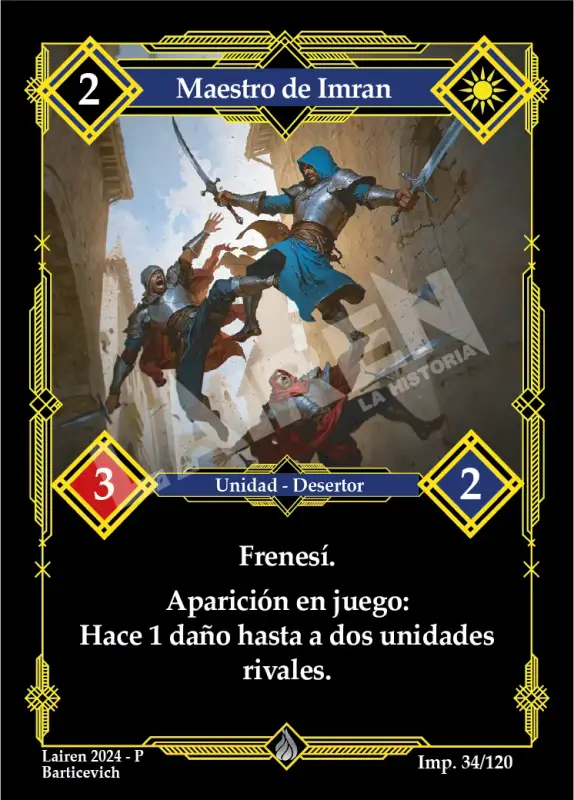 2
Maestro de Imran
LAIREN
LA HISTORIA
3
Unidad - Desertor
2
Frenesí.
Aparición en juego:
Hace 1 daño hasta a dos unidades
rivales.
Lairen 2024 - P
Barticevich
Imp. 34/120